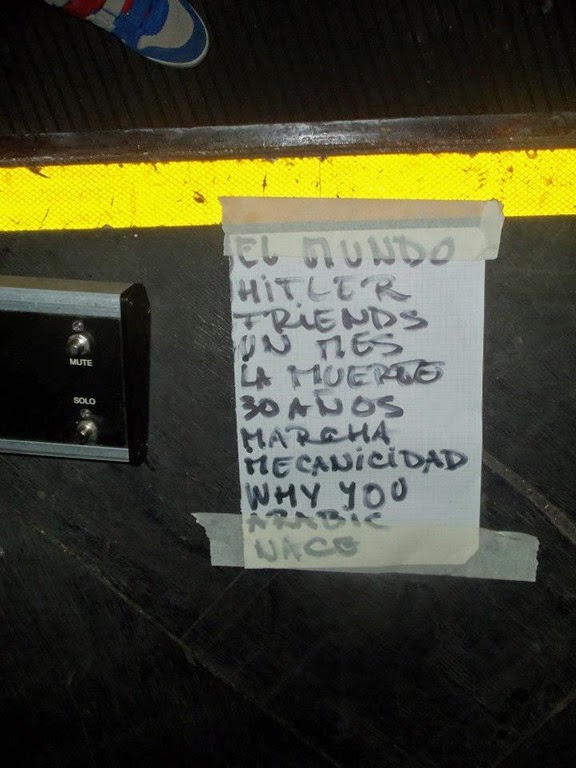 MUTE
SOLO
EL MUNDO
HITLER
FRIENDS
UN MES
LA MUERTE
30 AÑOS
MARCHA
MECANICIDAD
WHY YOU
ARABIC
NACE